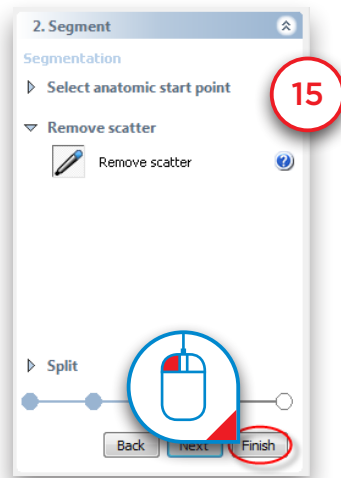 2. Segment
Segmentation
Select anatomic start point
15
Remove scatter
Remove scatter
Split
Back
Next
Finish